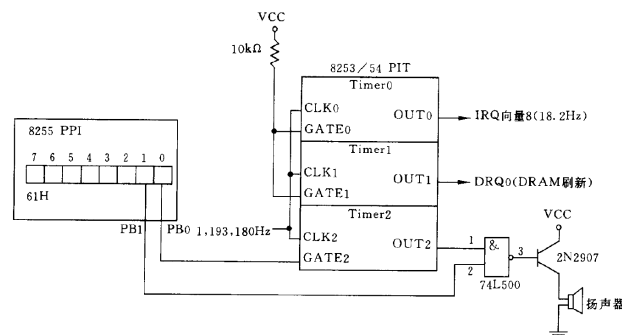 VCC
10kΩ
8253/54 PIT
Timer0
CLK0
OUT0
IRQ向量8(18.2Hz)
GATE0
8255 PPI
7 6 5 4 3 2 1 0
61H
Timer1
CLK1
OUT1
DRQ0(DRAM刷新)
GATE1
PB1
PB0
1,193,180Hz
Timer2
CLK2
OUT2
GATE2
1
2
&
3
74L500
VCC
2N2907
扬声器